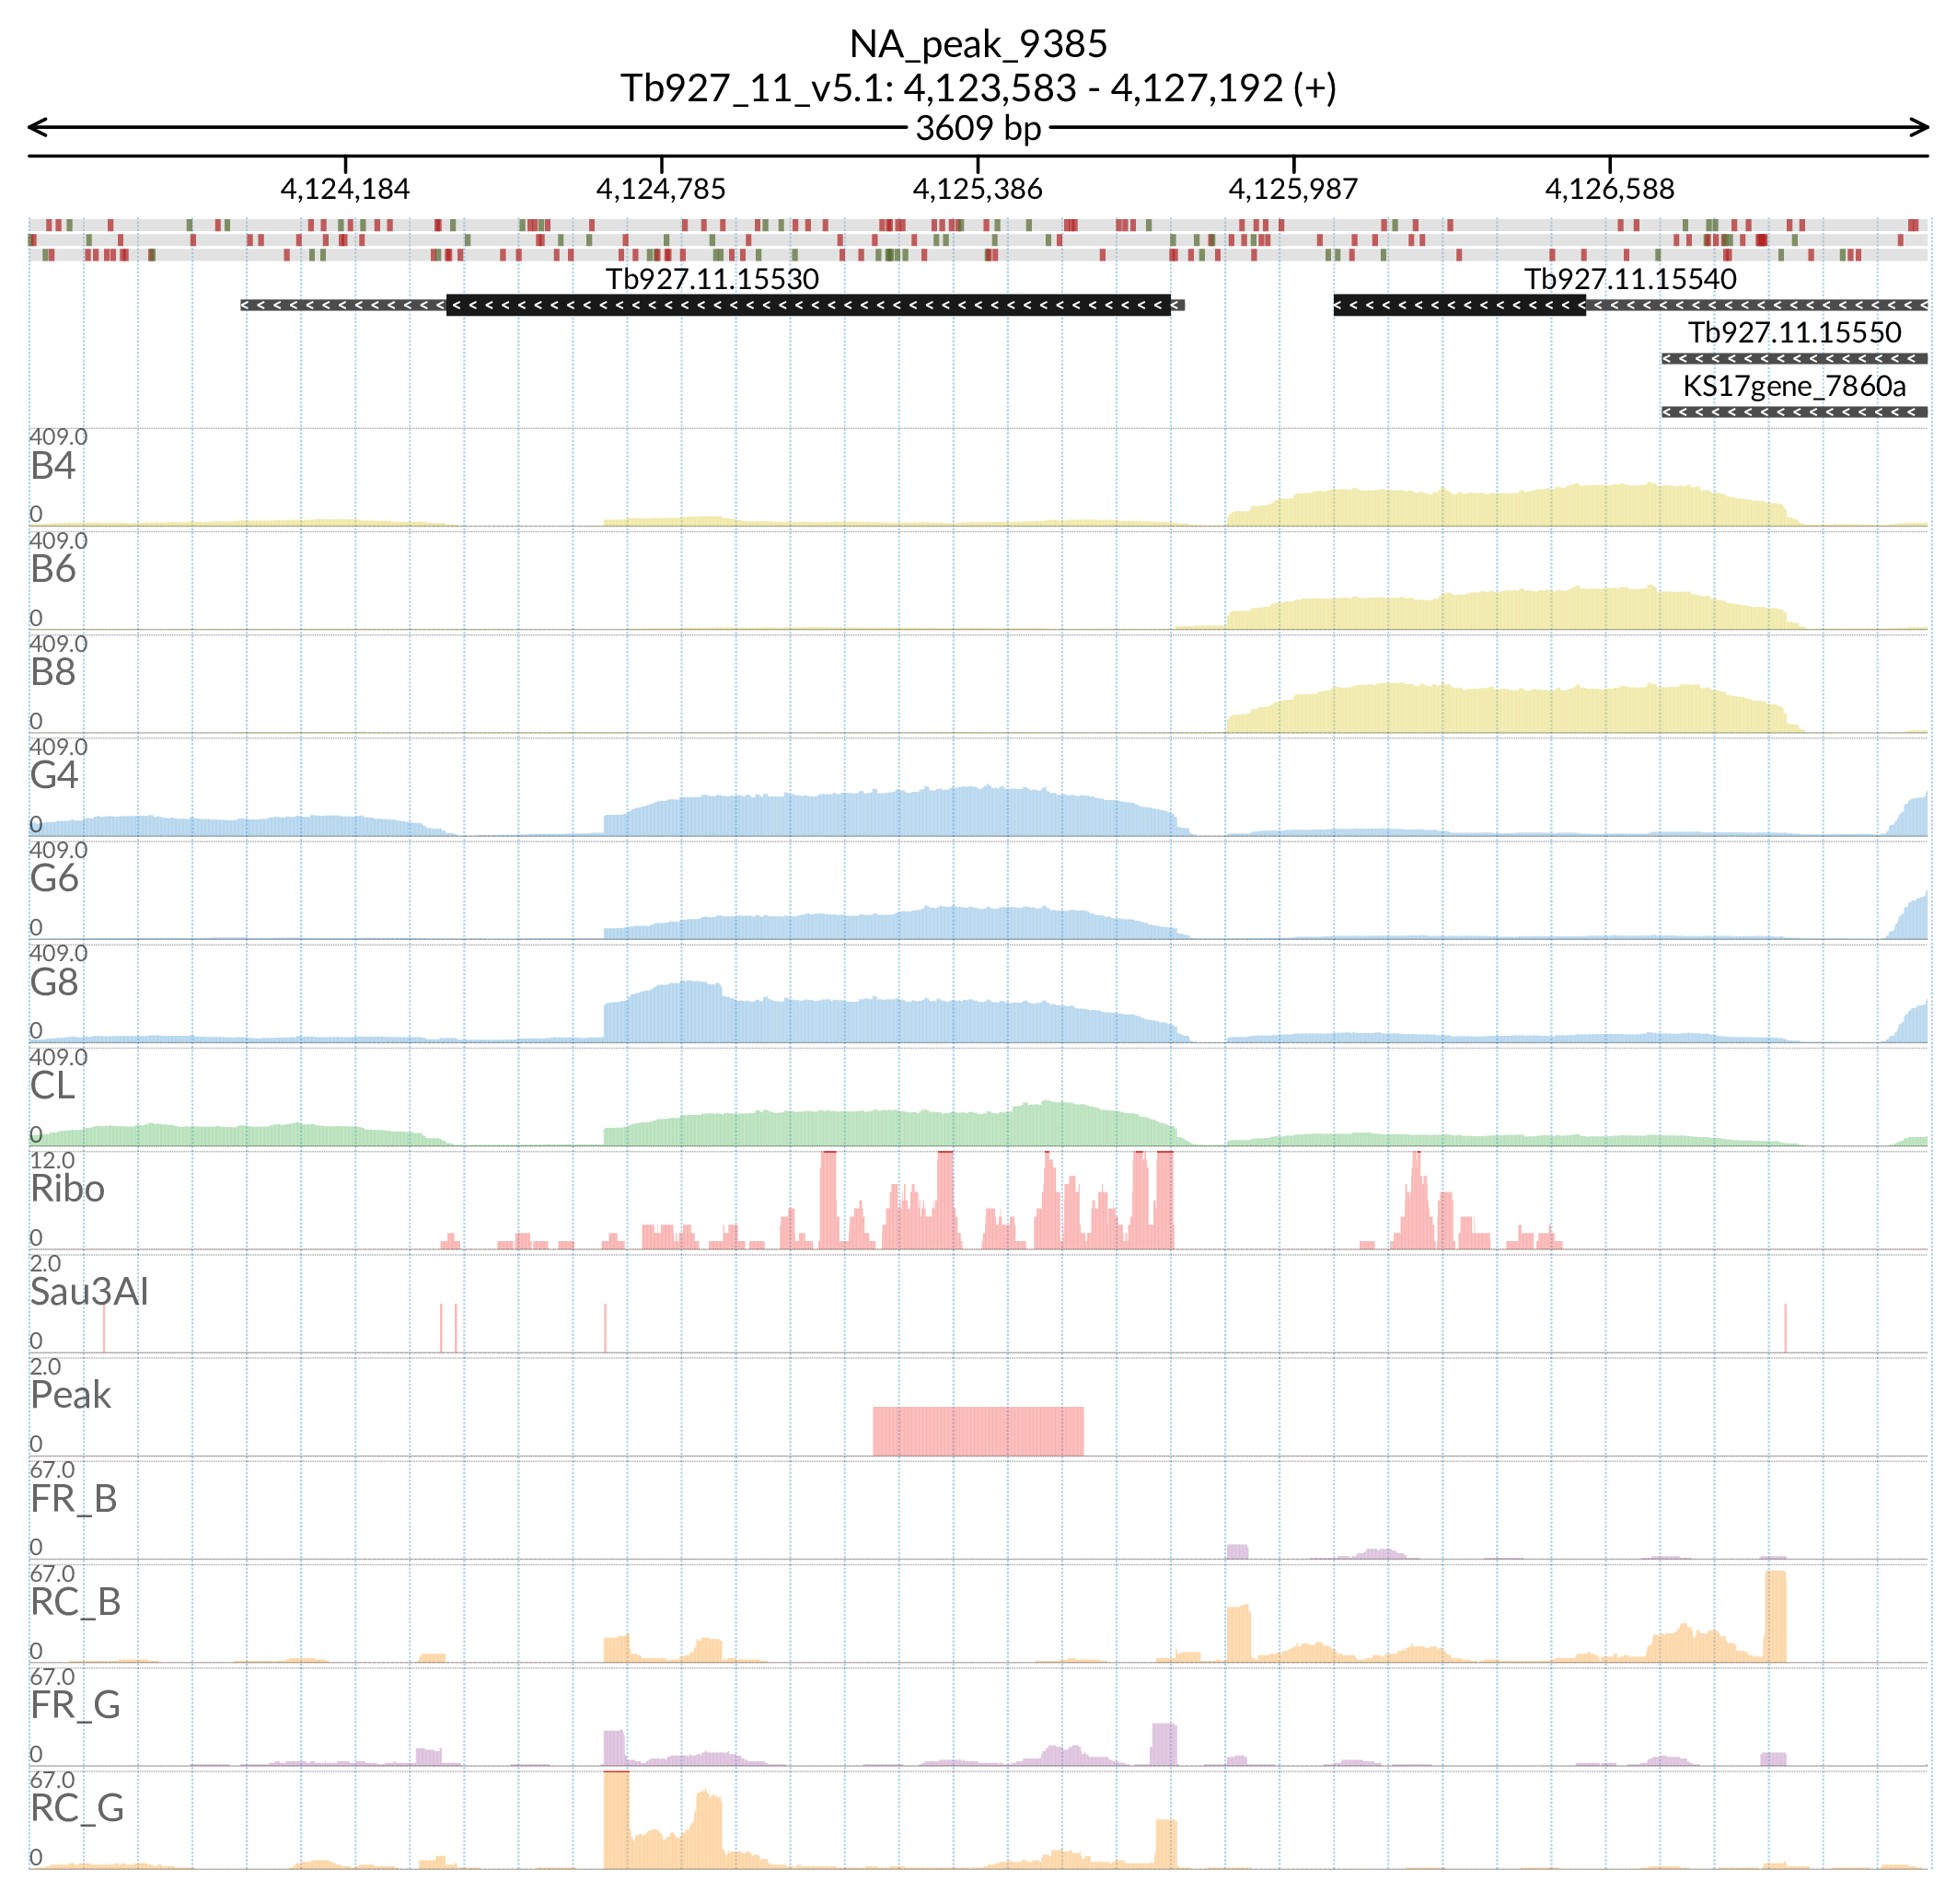 NA_peak_9385
Tb927_11_v5.1: 4,123,583 - 4,127,192 (+)
3609 bp
4,124,184 4,124,785 4,125,386 4,125,987 4,126,588
Tb927.11.15530 Tb927.11.15540
Tb927.11.15550
KS17gene_7860a
409.0
B4
0
409.0
B6
0
409.0
B8
0
409.0
G4
0
409.0
G6
0
409.0
G8
0
409.0
CL
0
12.0
Ribo
0
2.0
Sau3AI
0
2.0
Peak
0
67.0
FR_B
0
67.0
RC_B
0
67.0
FR_G
0
67.0
RC_G
0